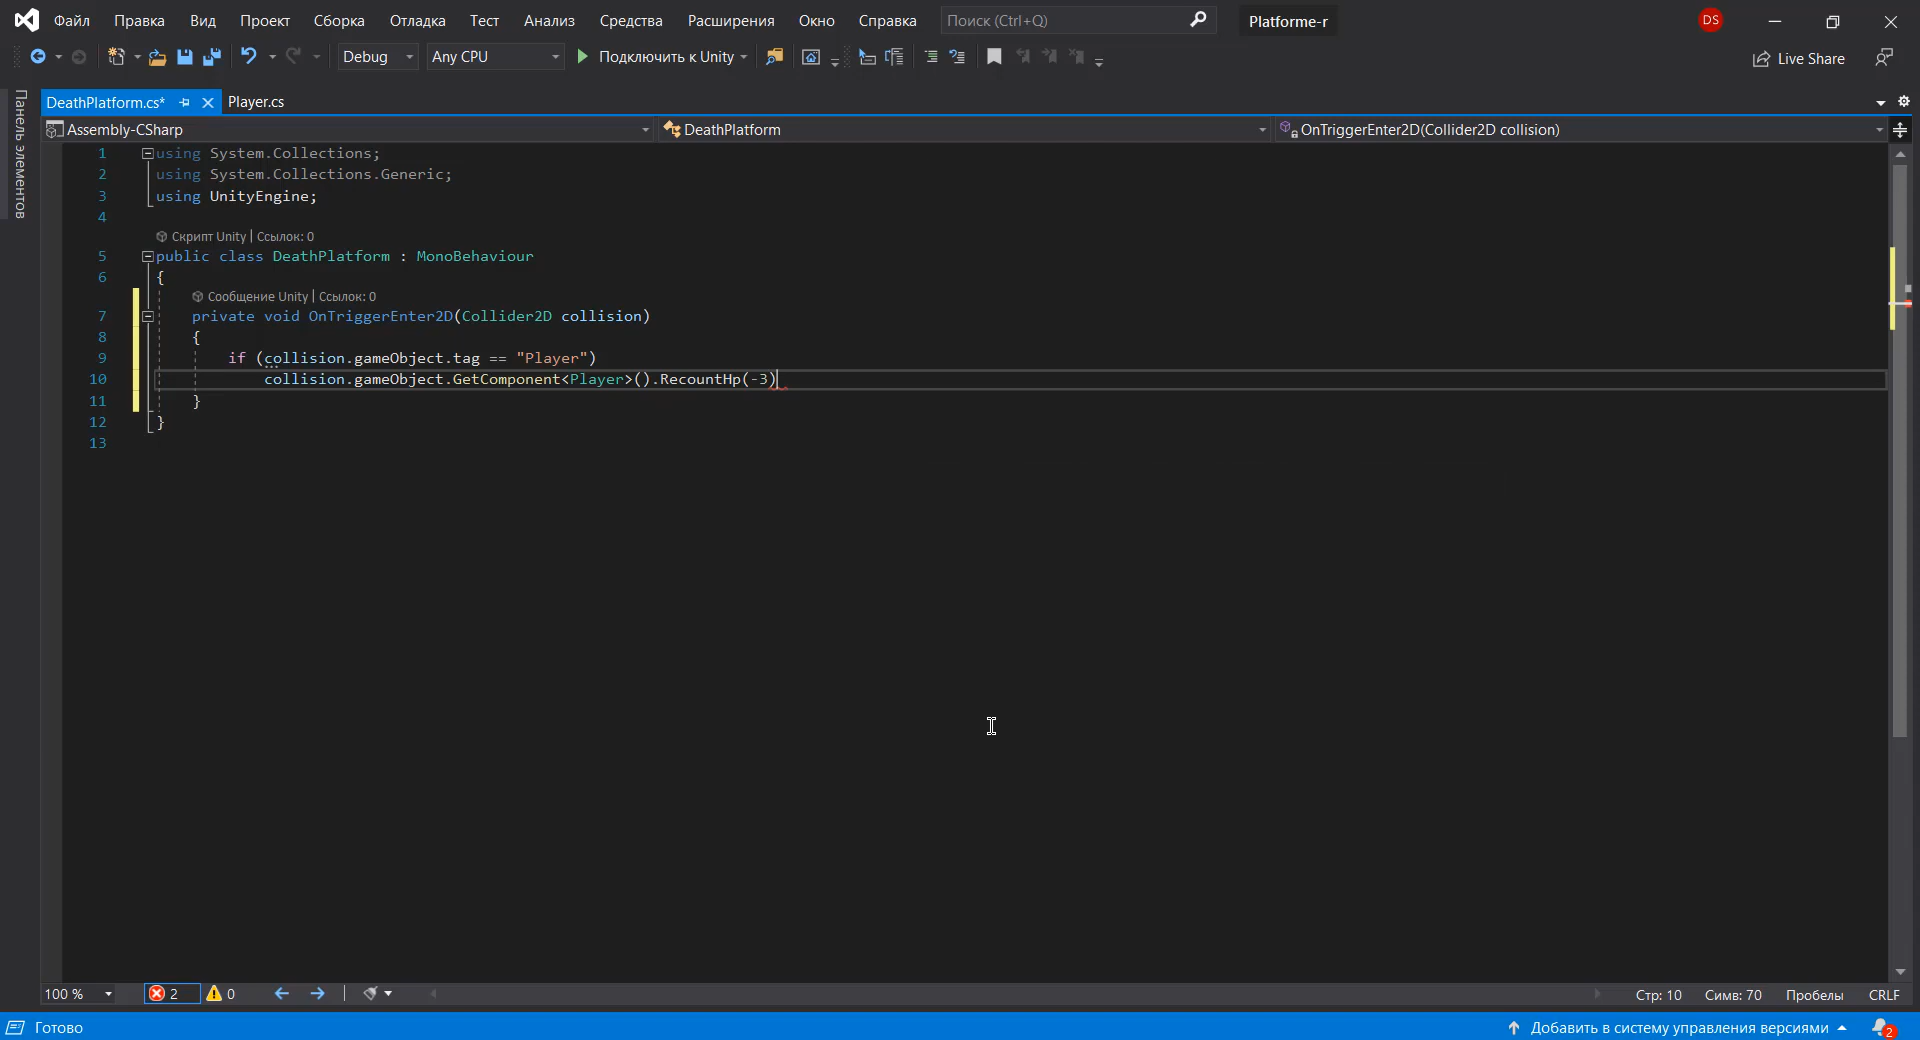 Файл Правка Вид Проект Сборка Отладка Тест Анализ Средства Расширения Окно Справка Поиск (Ctrl+Q) Platforme-r DS
Debug Any CPU Подключить к Unity Live Share
Панель элементов
DeathPlatform.cs* Player.cs
Assembly-CSharp DeathPlatform OnTriggerEnter2D(Collider2D collision)
1 using System.Collections;
2 using System.Collections.Generic;
3 using UnityEngine;
4
Скрипт Unity | Ссылок: 0
5 public class DeathPlatform : MonoBehaviour
6 {
Сообщение Unity | Ссылок: 0
7 private void OnTriggerEnter2D(Collider2D collision)
8 {
9 if (collision.gameObject.tag == "Player")
10 collision.gameObject.GetComponent<Player>().RecountHp(-3)
11 }
12 }
13
100 % 2 0 Стр: 10 Симв: 70 Пробелы CRLF
Готово Добавить в систему управления версиями 2